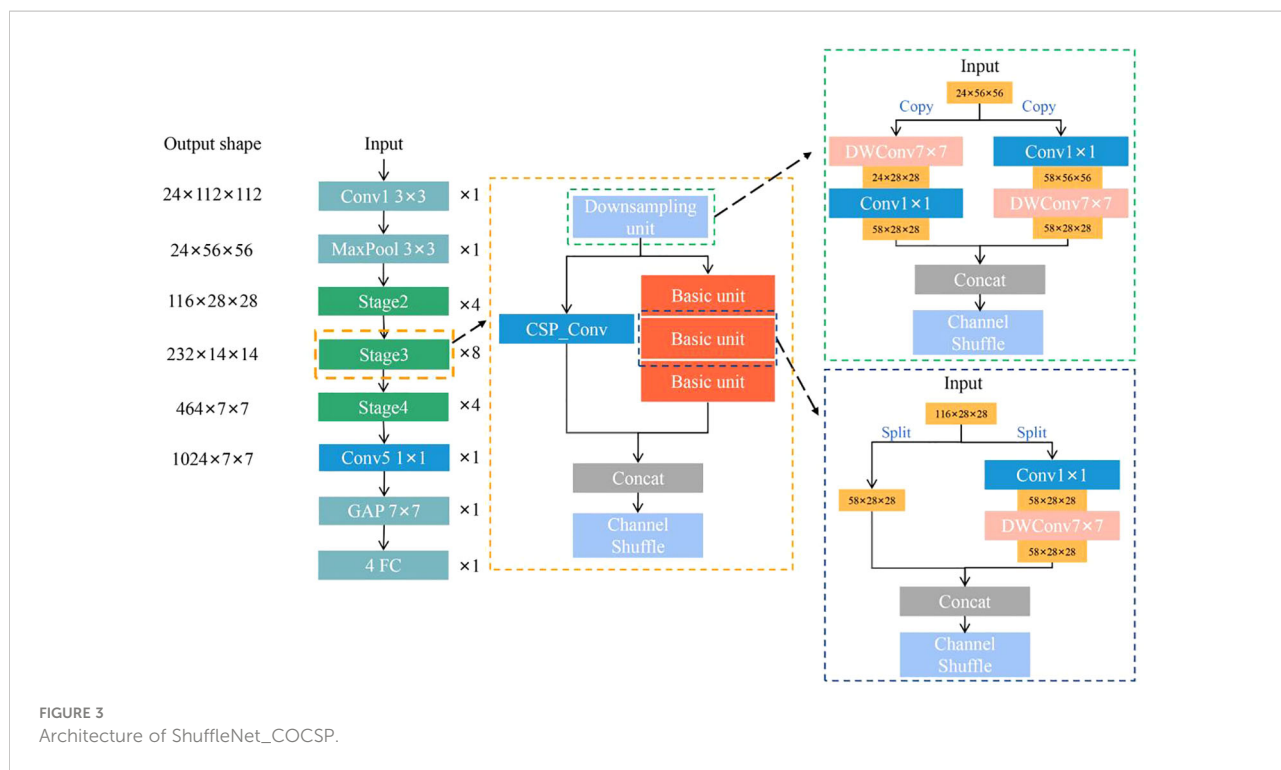 Output shape
Input
24×112×112
Conv1 3×3
×1
24×56×56
MaxPool 3×3
×1
116×28×28
Stage2
×4
232×14×14
Stage3
×8
464×7×7
Stage4
×4
1024×7×7
Conv5 1×1
×1
GAP 7×7
×1
4 FC
×1
Downsampling
unit
CSP_Conv
Basic unit
Basic unit
Basic unit
Concat
Channel
Shuffle
Input
24×56×56
Copy
Copy
DWConv7×7
Conv1×1
24×28×28
58×56×56
Conv1×1
DWConv7×7
58×28×28
58×28×28
Concat
Channel
Shuffle
Input
116×28×28
Split
Split
Conv1×1
58×28×28
58×28×28
DWConv7×7
58×28×28
Concat
Channel
Shuffle
FIGURE 3
Architecture of ShuffleNet_COCSP.